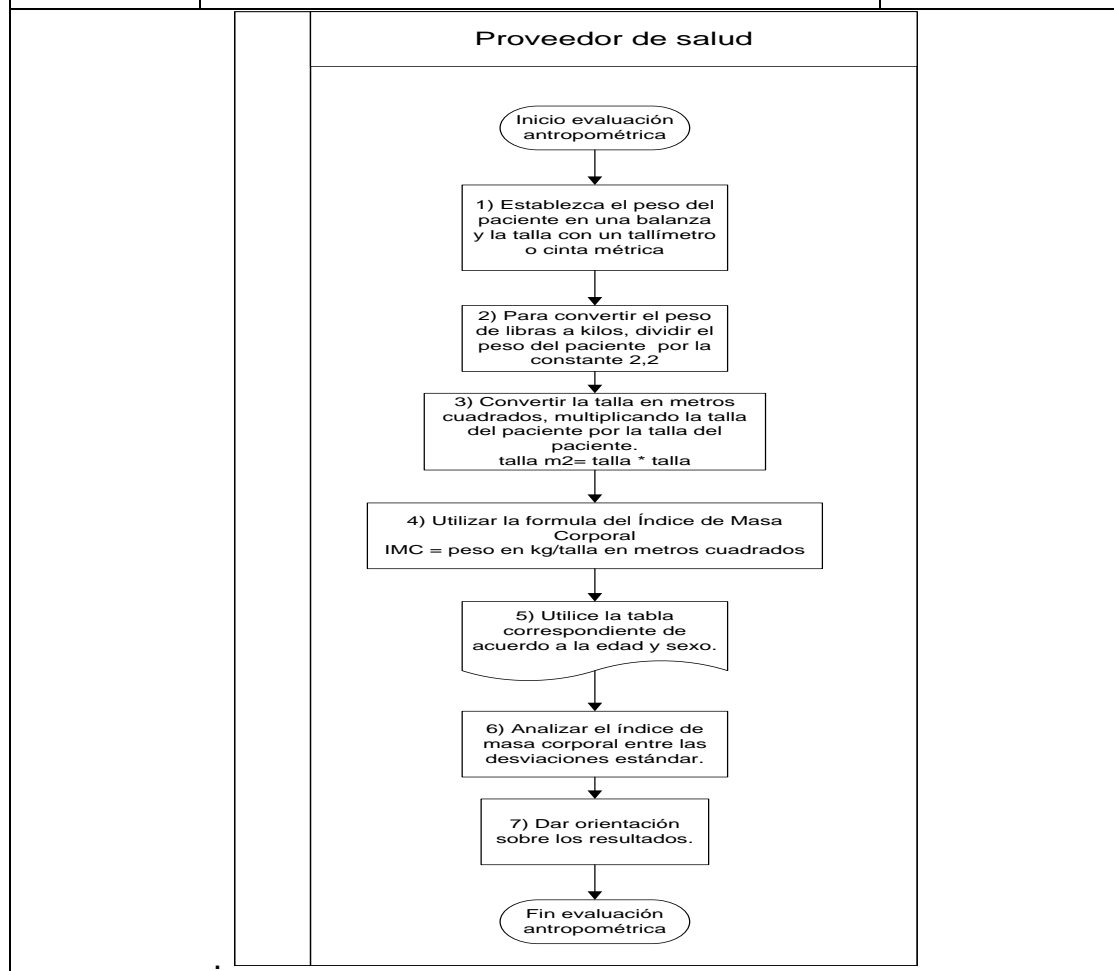 Proveedor de salud
Inicio evaluación
antropométrica
1) Establezca el peso del
paciente en una balanza
y la talla con un tallímetro
o cinta métrica
2) Para convertir el peso
de libras a kilos, dividir el
peso del paciente por la
constante 2,2
3) Convertir la talla en metros
cuadrados, multiplicando la talla
del paciente por la talla del
paciente.
talla m2= talla * talla
4) Utilizar la formula del Índice de Masa
Corporal
IMC = peso en kg/talla en metros cuadrados
5) Utilice la tabla
correspondiente de
acuerdo a la edad y sexo.
6) Analizar el índice de
masa corporal entre las
desviaciones estándar.
7) Dar orientación
sobre los resultados.
Fin evaluación
antropométrica
.